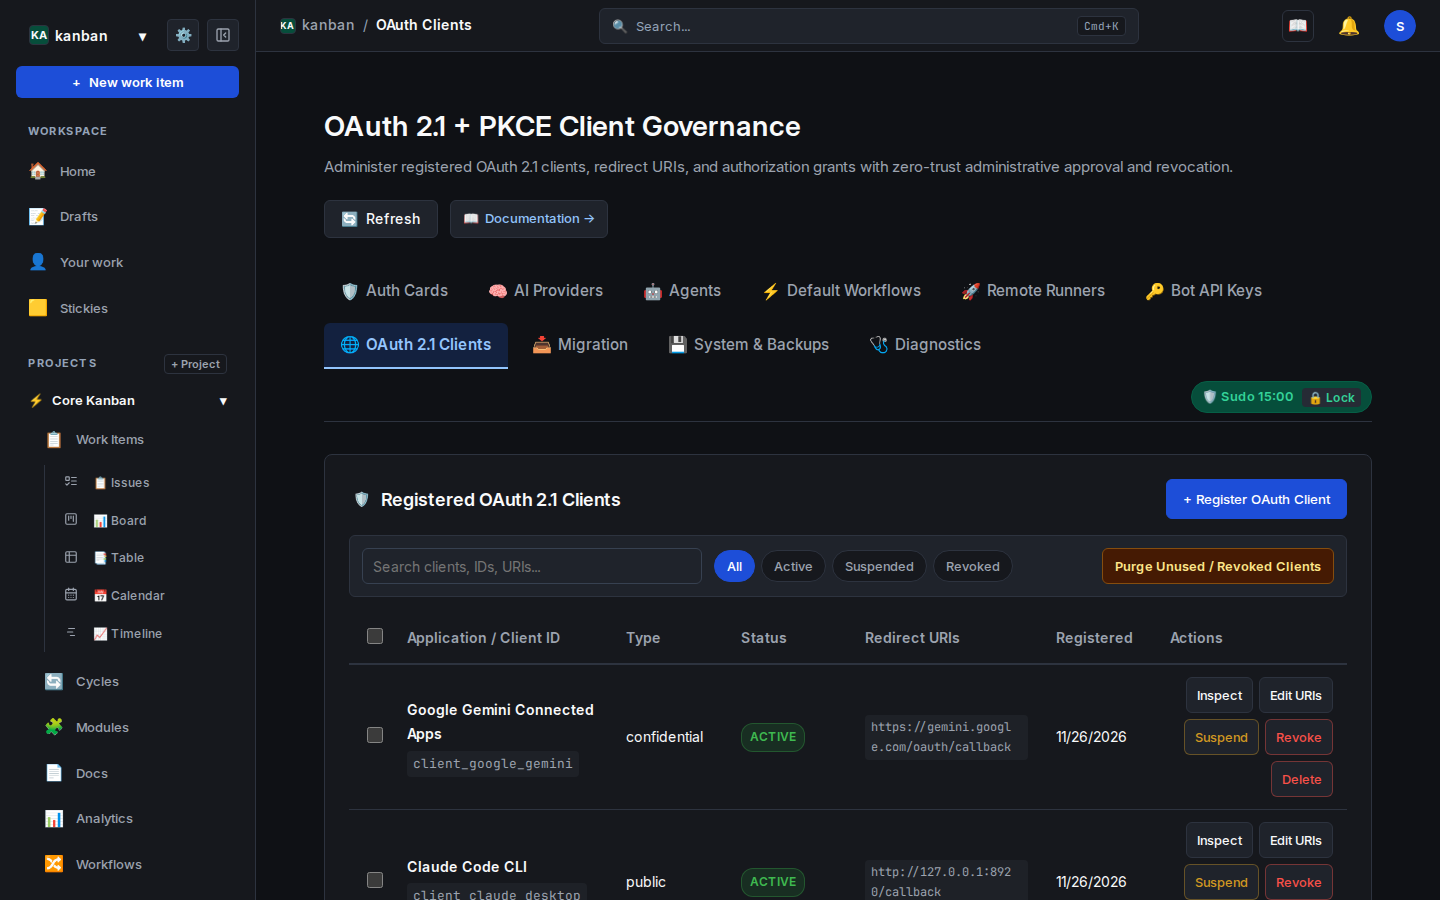 KA kanban ▼
+ New work item
WORKSPACE
Home
Drafts
Your work
Stickies
PROJECTS
+ Project
Core Kanban ▼
Work Items
Issues
Board
Table
Calendar
Timeline
Cycles
Modules
Docs
Analytics
Workflows
KA kanban / OAuth Clients
Search...
Cmd+K
S
OAuth 2.1 + PKCE Client Governance
Administer registered OAuth 2.1 clients, redirect URIs, and authorization grants with zero-trust administrative approval and revocation.
Refresh
Documentation →
Auth Cards
AI Providers
Agents
Default Workflows
Remote Runners
Bot API Keys
OAuth 2.1 Clients
Migration
System & Backups
Diagnostics
Sudo 15:00
Lock
Registered OAuth 2.1 Clients
+ Register OAuth Client
Search clients, IDs, URIs...
All
Active
Suspended
Revoked
Purge Unused / Revoked Clients
Application / Client ID
Type
Status
Redirect URIs
Registered
Actions
Google Gemini Connected
Apps
client_google_gemini
confidential
ACTIVE
https://gemini.googl
e.com/oauth/callback
11/26/2026
Inspect
Edit URIs
Suspend
Revoke
Delete
Claude Code CLI
client_claude_desktop
public
ACTIVE
http://127.0.0.1:892
0/callback
11/26/2026
Inspect
Edit URIs
Suspend
Revoke